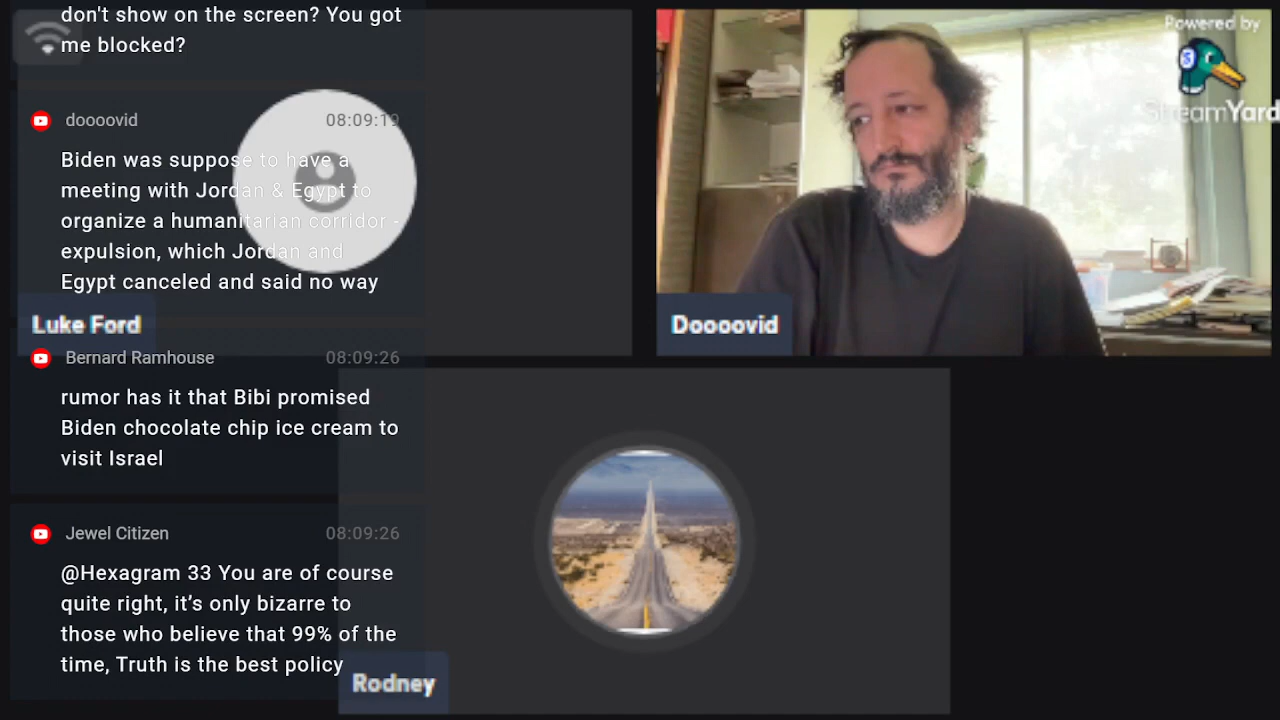 don't show on the screen? You got
me blocked?
doooovid 08:09:19
Biden was suppose to have a
meeting with Jordan & Egypt to
organize a humanitarian corridor -
expulsion, which Jordan and
Egypt canceled and said no way
Luke Ford
Bernard Ramhouse 08:09:26
rumor has it that Bibi promised
Biden chocolate chip ice cream to
visit Israel
Jewel Citizen 08:09:26
@Hexagram 33 You are of course
quite right, it’s only bizarre to
those who believe that 99% of the
time, Truth is the best policy
Powered by
S
StreamYard
Doooovid
Rodney